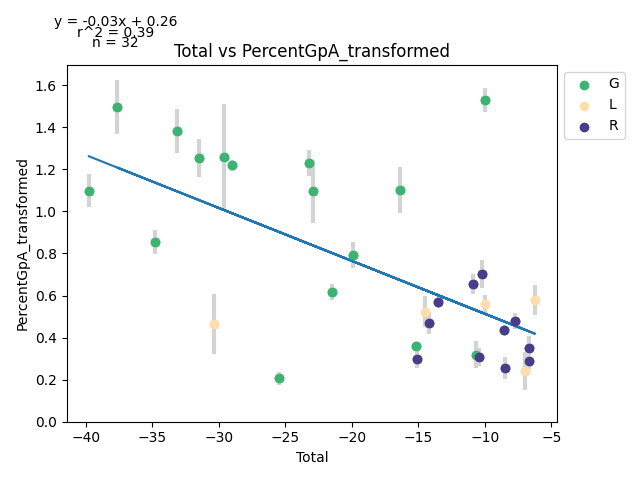 y = -0.03x + 0.26
r^2 = 0.39
n = 32
Total vs PercentGpA_transformed
G
L
R
PercentGpA_transformed
1.6
1.4
1.2
1.0
0.8
0.6
0.4
0.2
0.0
−40
−35
−30
−25
−20
−15
−10
−5
Total